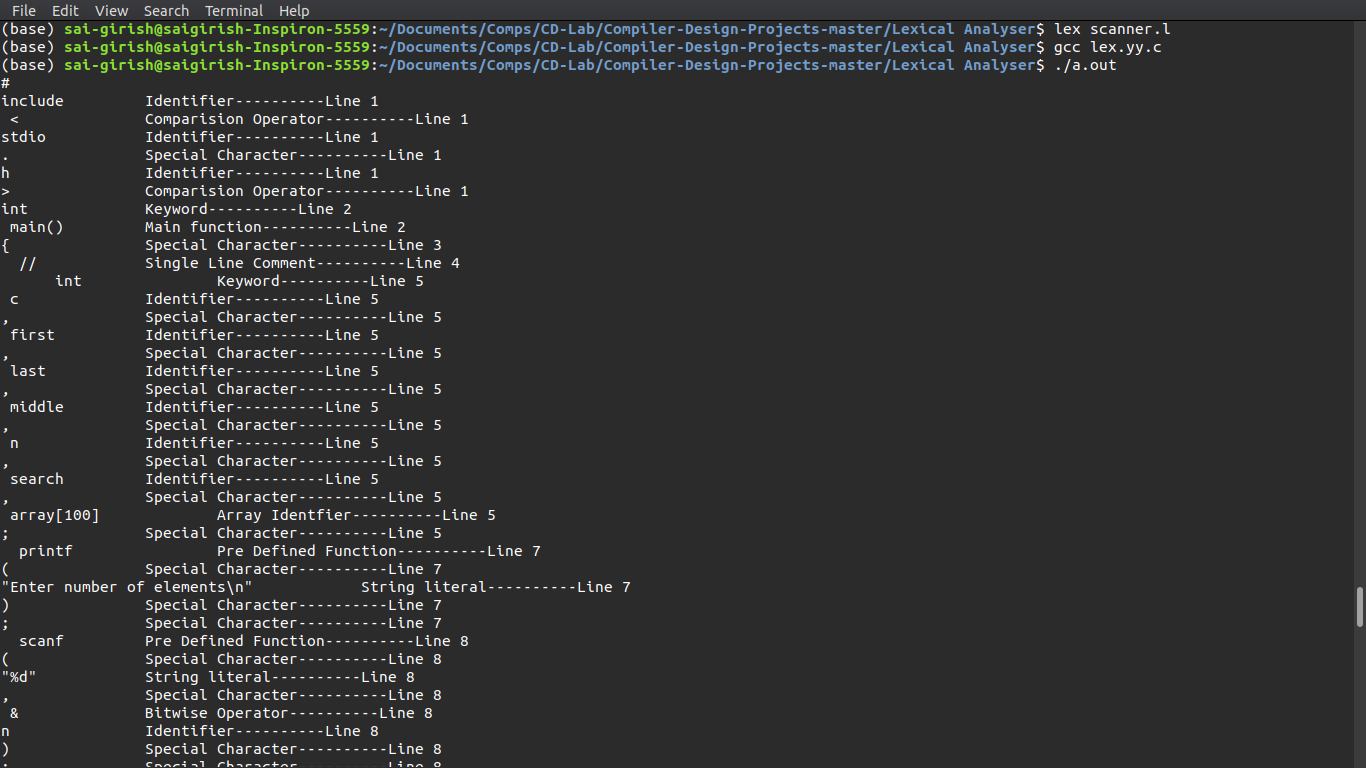 File Edit View Search Terminal Help
(base) sai-girish@saigirish-Inspiron-5559:~/Documents/Comps/CD-Lab/Compiler-Design-Projects-master/Lexical Analyser$ lex scanner.l
(base) sai-girish@saigirish-Inspiron-5559:~/Documents/Comps/CD-Lab/Compiler-Design-Projects-master/Lexical Analyser$ gcc lex.yy.c
(base) sai-girish@saigirish-Inspiron-5559:~/Documents/Comps/CD-Lab/Compiler-Design-Projects-master/Lexical Analyser$ ./a.out
#
include         Identifier----------Line 1
 <              Comparision Operator----------Line 1
stdio           Identifier----------Line 1
.               Special Character----------Line 1
h               Identifier----------Line 1
>               Comparision Operator----------Line 1
int             Keyword----------Line 2
 main()         Main function----------Line 2
{               Special Character----------Line 3
  //            Single Line Comment----------Line 4
      int               Keyword----------Line 5
 c              Identifier----------Line 5
,               Special Character----------Line 5
 first          Identifier----------Line 5
,               Special Character----------Line 5
 last           Identifier----------Line 5
,               Special Character----------Line 5
 middle         Identifier----------Line 5
,               Special Character----------Line 5
 n              Identifier----------Line 5
,               Special Character----------Line 5
 search         Identifier----------Line 5
,               Special Character----------Line 5
 array[100]             Array Identfier----------Line 5
;               Special Character----------Line 5
  printf                Pre Defined Function----------Line 7
(               Special Character----------Line 7
"Enter number of elements\n"            String literal----------Line 7
)               Special Character----------Line 7
;               Special Character----------Line 7
  scanf         Pre Defined Function----------Line 8
(               Special Character----------Line 8
"%d"            String literal----------Line 8
,               Special Character----------Line 8
 &              Bitwise Operator----------Line 8
n               Identifier----------Line 8
)               Special Character----------Line 8
;               Special Character----------Line 8